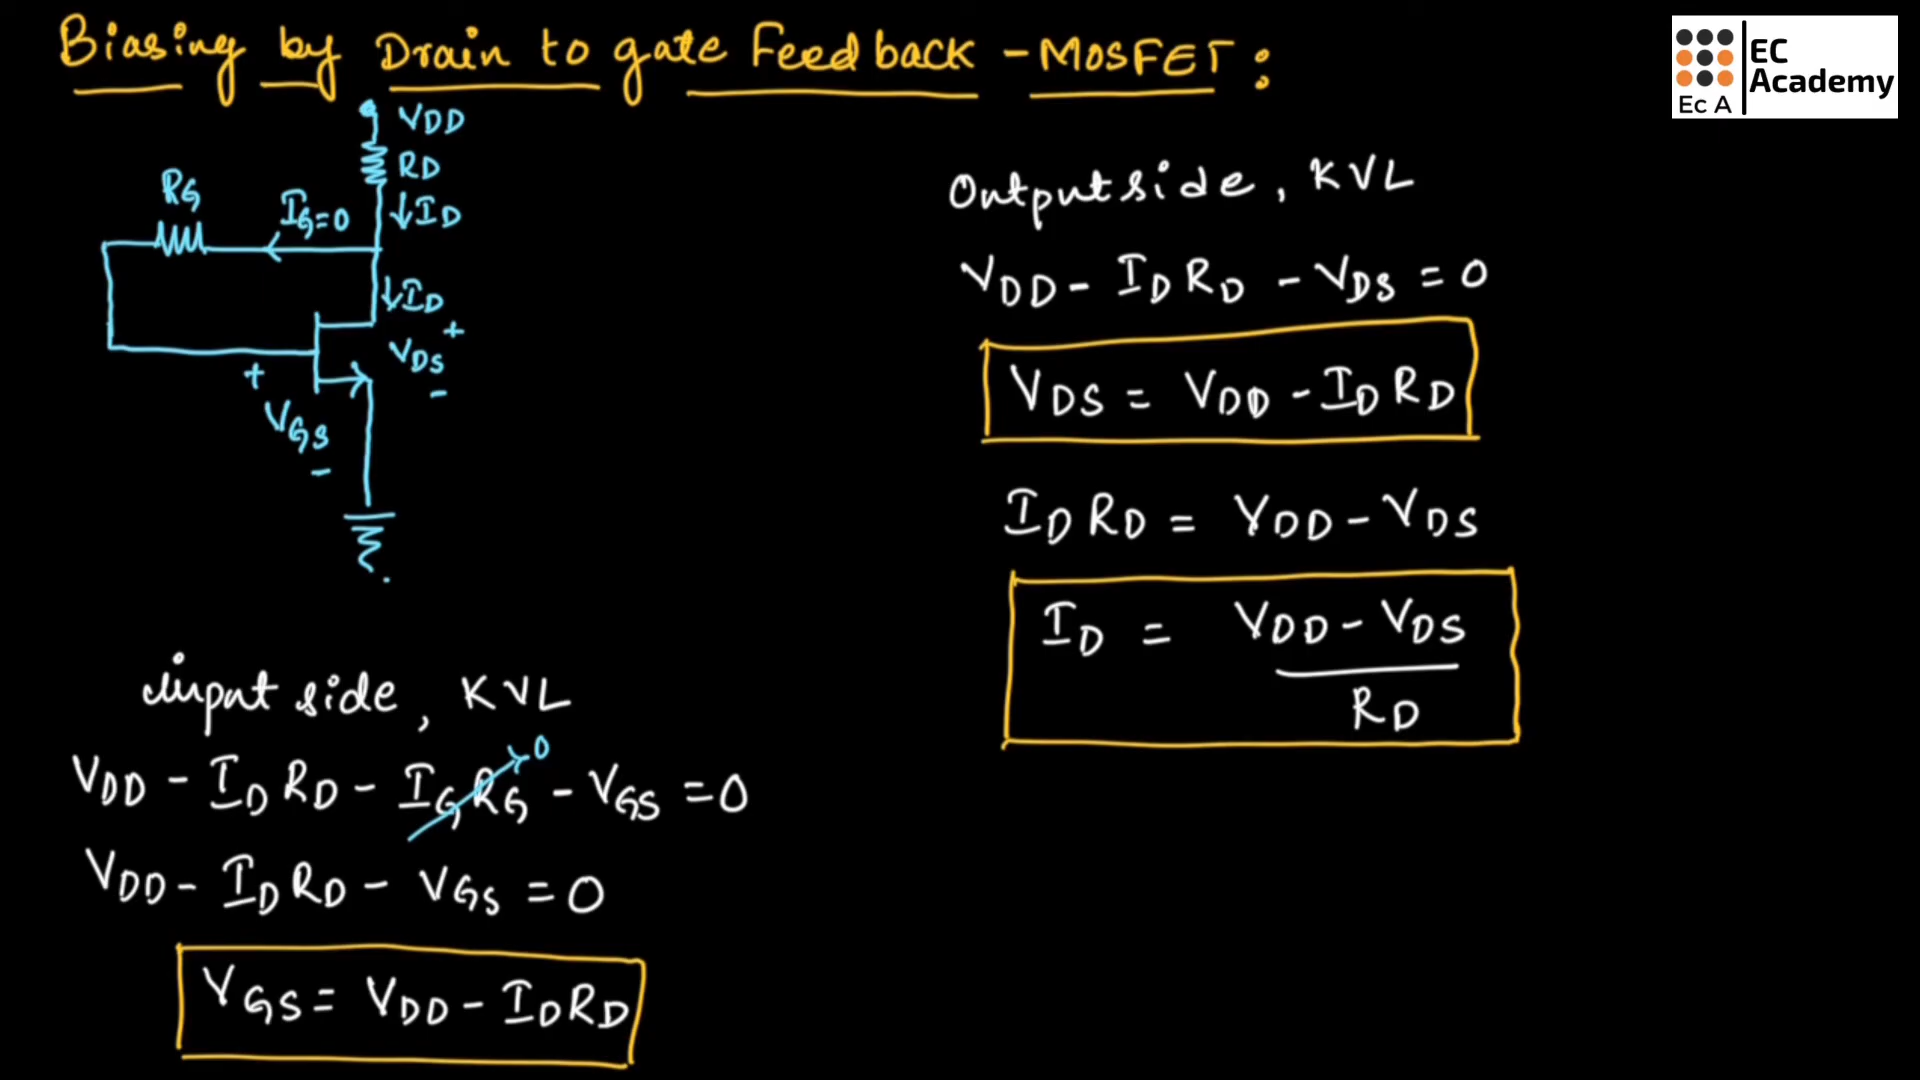 Biasing by Drain to gate Feedback - MOSFET :
EC
Academy
Ec A
VDD
RD
↓ID
RG
IG=0
↓ID
+
VDS
-
+
VGS
-
input side, KVL
VDD - IDRD - IGRG - VGS = 0
0
VDD - IDRD - VGS = 0
VGS = VDD - IDRD
Output side, KVL
VDD - IDRD - VDS = 0
VDS = VDD - IDRD
IDRD = VDD - VDS
ID = VDD - VDS
RD